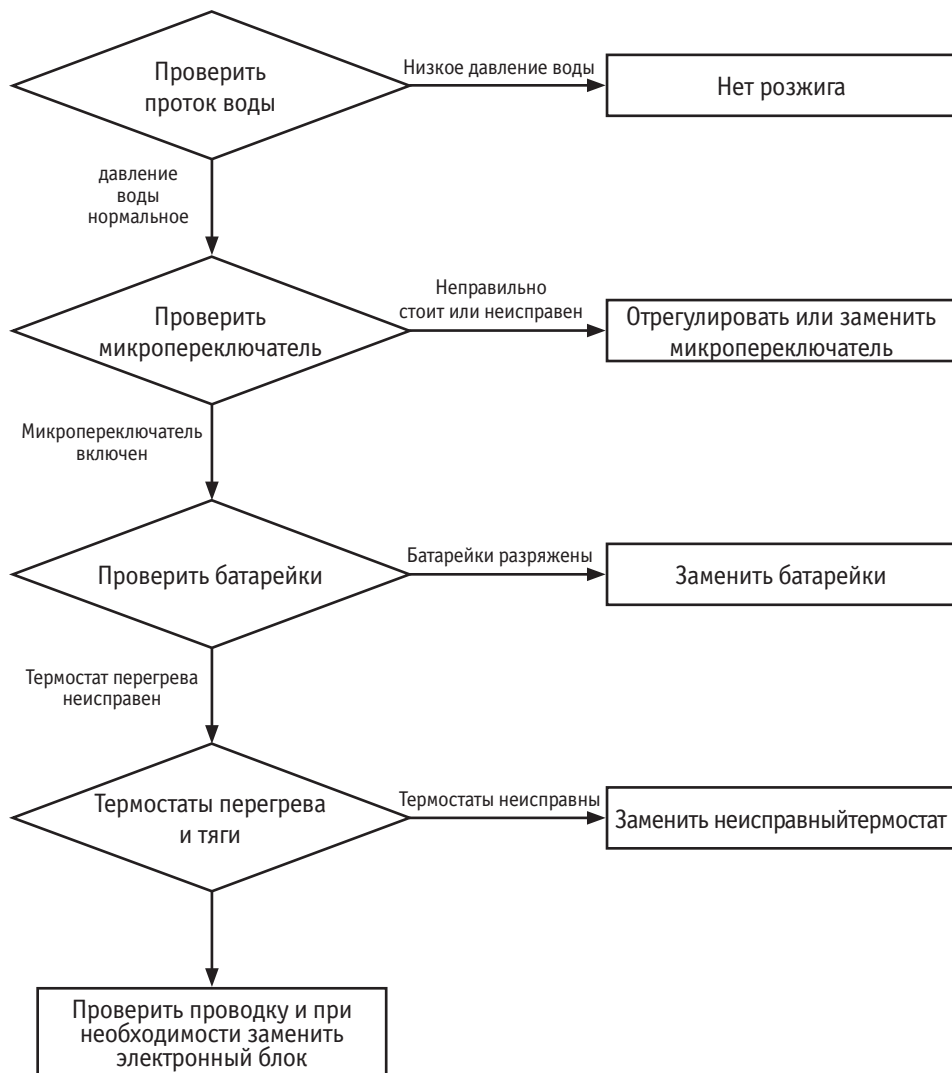 Проверить
проток воды
Низкое давление воды
Нет розжига
давление
воды
нормальное
Проверить
микропереключатель
Неправильно
стоит или неисправен
Отрегулировать или заменить
микропереключатель
Микропереключатель
включен
Проверить батарейки
Батарейки разряжены
Заменить батарейки
Термостат перегрева
неисправен
Термостаты перегрева
и тяги
Термостаты неисправны
Заменить неисправныйтермостат
Проверить проводку и при
необходимости заменить
электронный блок